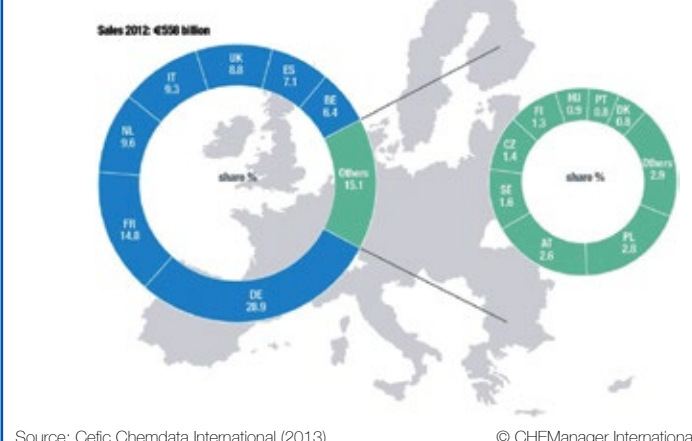 Sales 2012: €558 billion
UK
8.8
ES
7.1
BE
6.4
IT
9.3
NL
9.6
FR
14.8
DE
28.9
Others
15.1
share %
HU
0.9
PT
0.8
DK
0.8
FI
1.3
CZ
1.4
SE
1.6
AT
2.6
PL
2.8
Others
2.9
share %
Source: Cefic Chemdata International (2013)
© CHEManager International